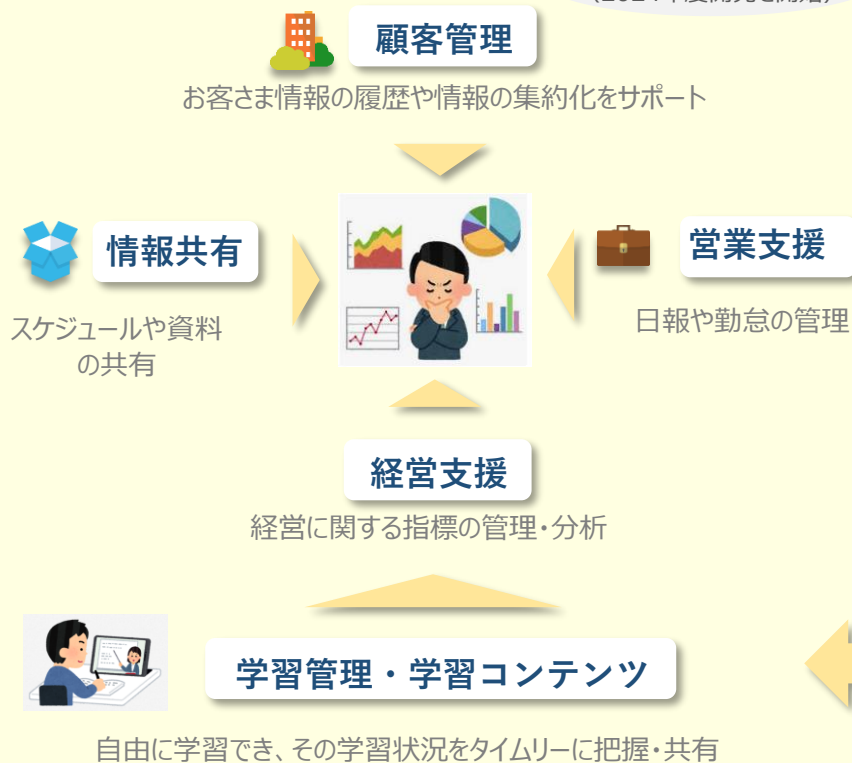 顧客管理
お客さま情報の履歴や情報の集約化をサポート
情報共有
スケジュールや資料
の共有
営業支援
日報や勤怠の管理
経営支援
経営に関する指標の管理・分析
学習管理・学習コンテンツ
自由に学習でき、その学習状況をタイムリーに把握・共有